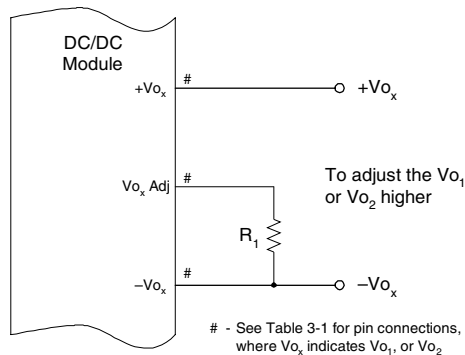 DC/DC
Module
+Voₓ
#
+Voₓ
Voₓ Adj
#
To adjust the Vo₁
or Vo₂ higher
R₁
−Voₓ
#
−Voₓ
# - See Table 3-1 for pin connections,
where Voₓ indicates Vo₁, or Vo₂